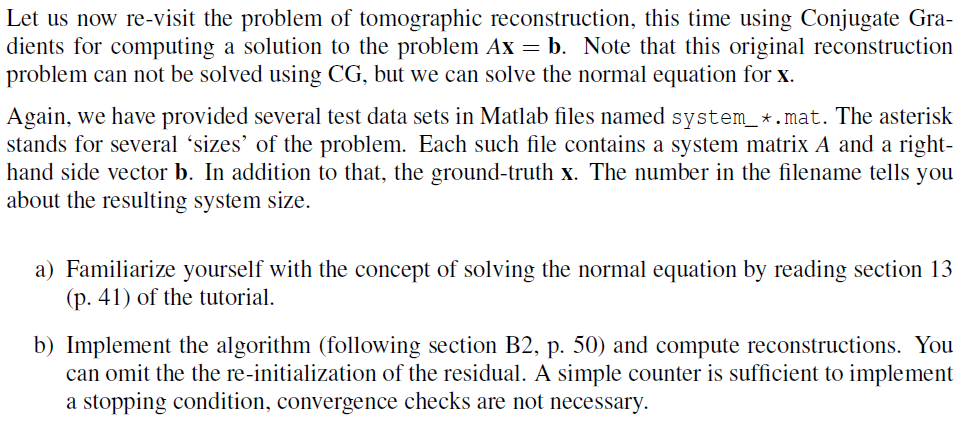 Let us now re-visit the problem of tomographic reconstruction, this time using Conjugate Gra-
dients for computing a solution to the problem Ax = b. Note that this original reconstruction
problem can not be solved using CG, but we can solve the normal equation for x.
Again, we have provided several test data sets in Matlab files named system_*.mat. The asterisk
stands for several ‘sizes’ of the problem. Each such file contains a system matrix A and a right-
hand side vector b. In addition to that, the ground-truth x. The number in the filename tells you
about the resulting system size.
a) Familiarize yourself with the concept of solving the normal equation by reading section 13
(p. 41) of the tutorial.
b) Implement the algorithm (following section B2, p. 50) and compute reconstructions. You
can omit the the re-initialization of the residual. A simple counter is sufficient to implement
a stopping condition, convergence checks are not necessary.